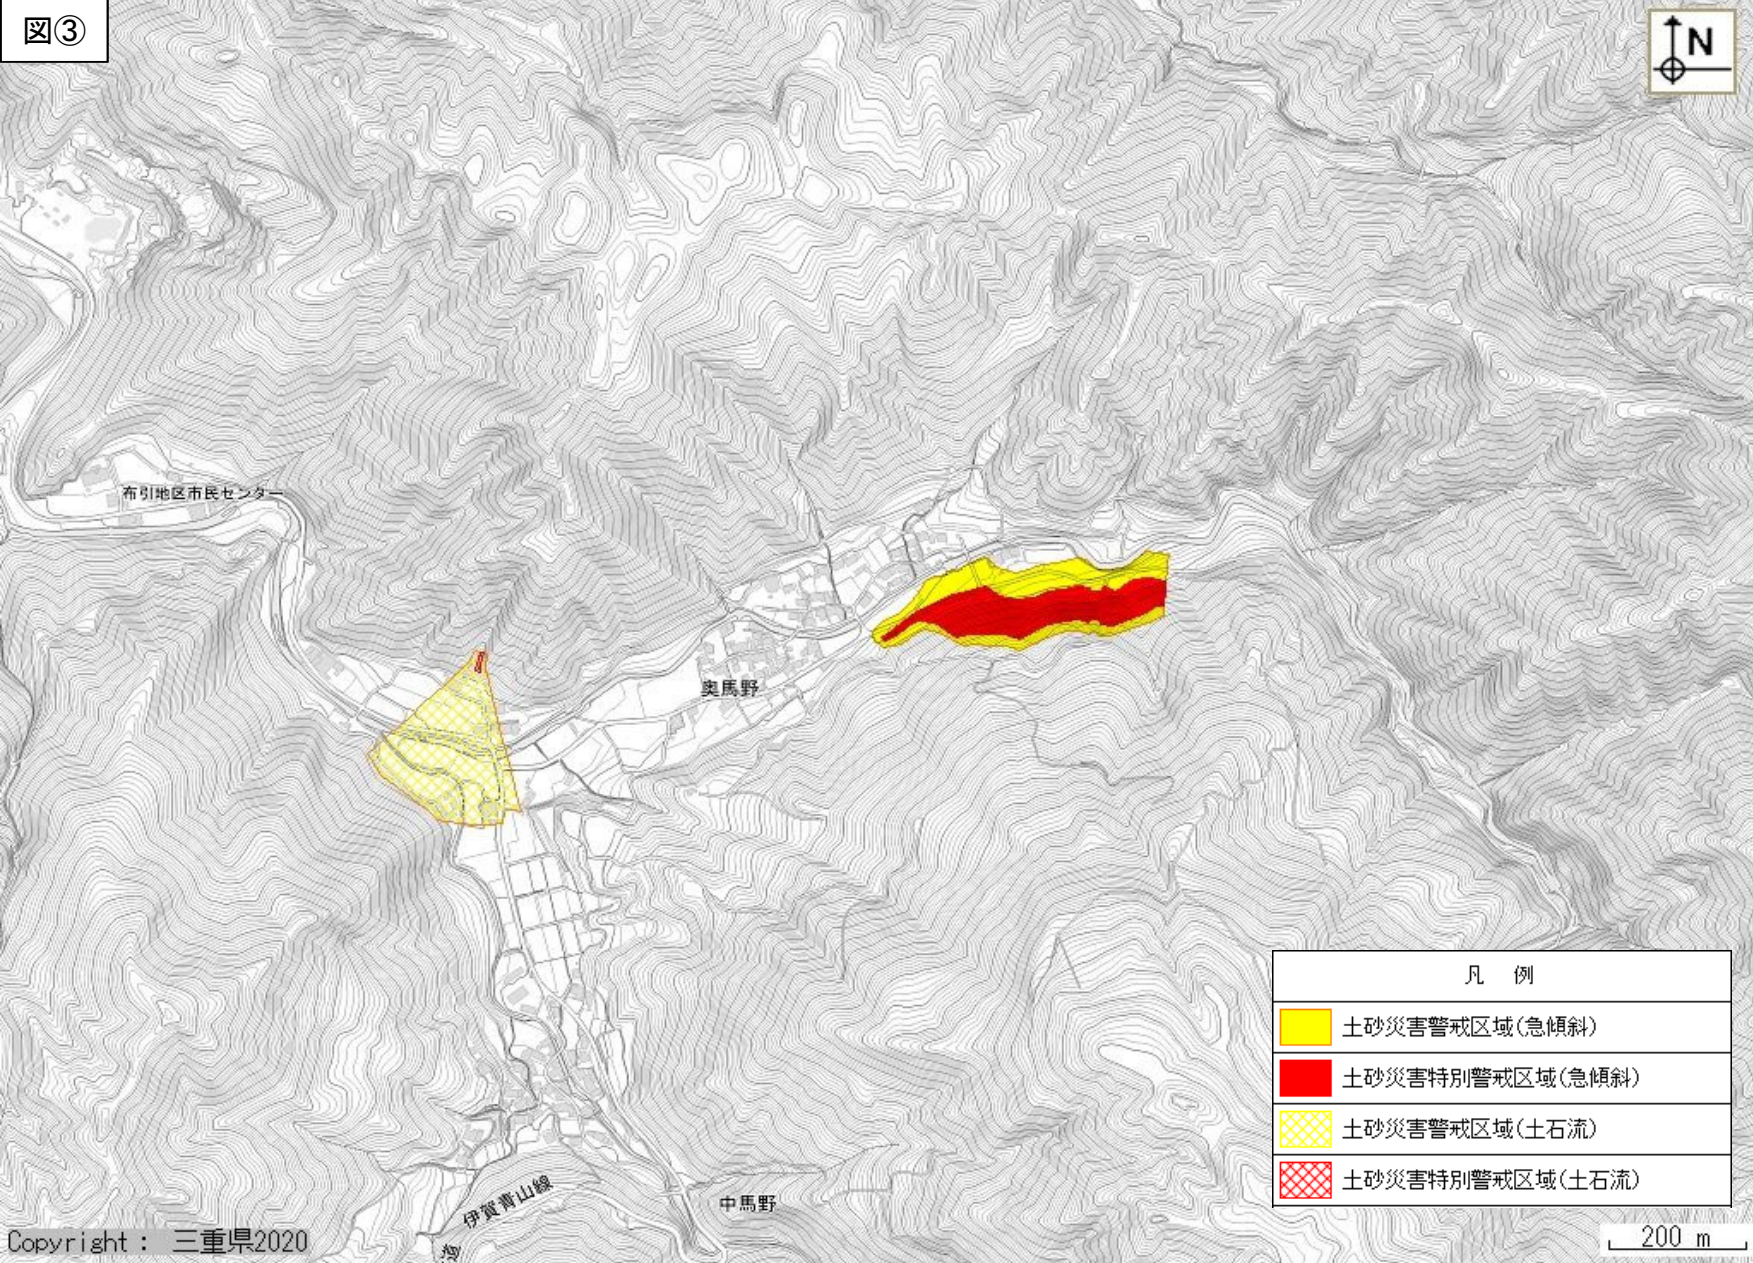 図③
N
布引地区市民センター
奥馬野
凡 例
土砂災害警戒区域(急傾斜)
土砂災害特別警戒区域(急傾斜)
土砂災害警戒区域(土石流)
土砂災害特別警戒区域(土石流)
伊賀青山線
中馬野
道
Copyright： 三重県2020
200 m